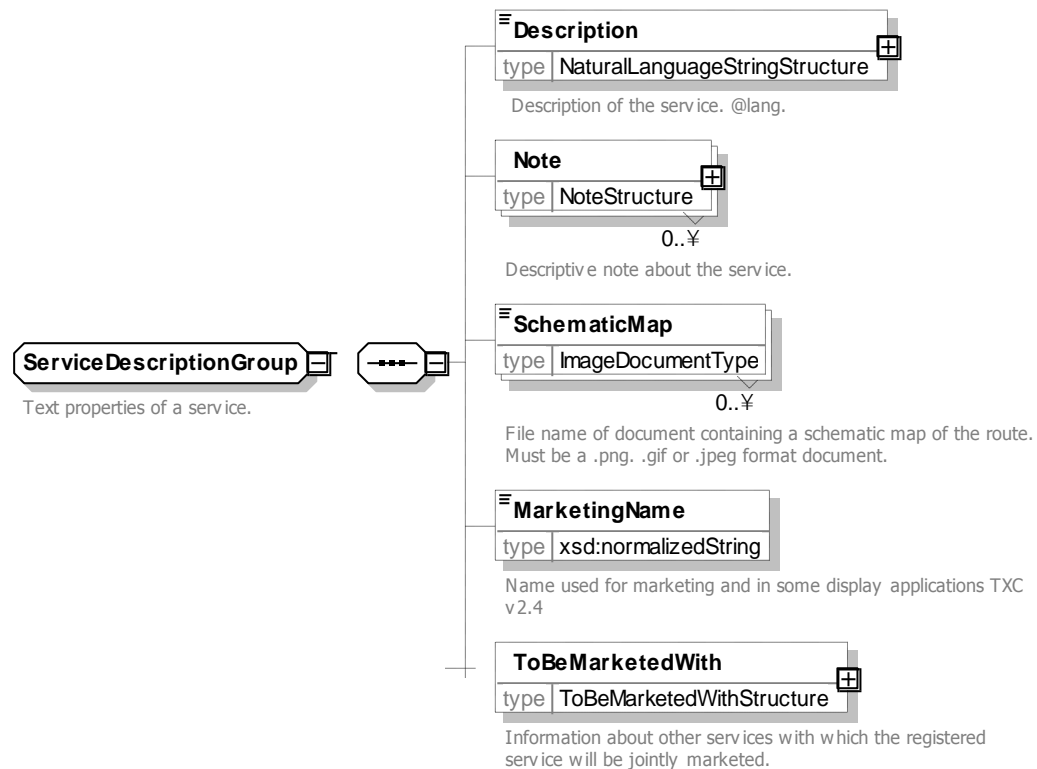 Description
type NaturalLanguageStringStructure
Description of the service. @lang.
Note
type NoteStructure
0..¥
Descriptive note about the service.
SchematicMap
type ImageDocumentType
0..¥
File name of document containing a schematic map of the route.
Must be a .png. .gif or .jpeg format document.
ServiceDescriptionGroup
Text properties of a service.
MarketingName
type xsd:normalizedString
Name used for marketing and in some display applications TXC
v2.4
ToBeMarketedWith
type ToBeMarketedWithStructure
Information about other services with which the registered
service will be jointly marketed.